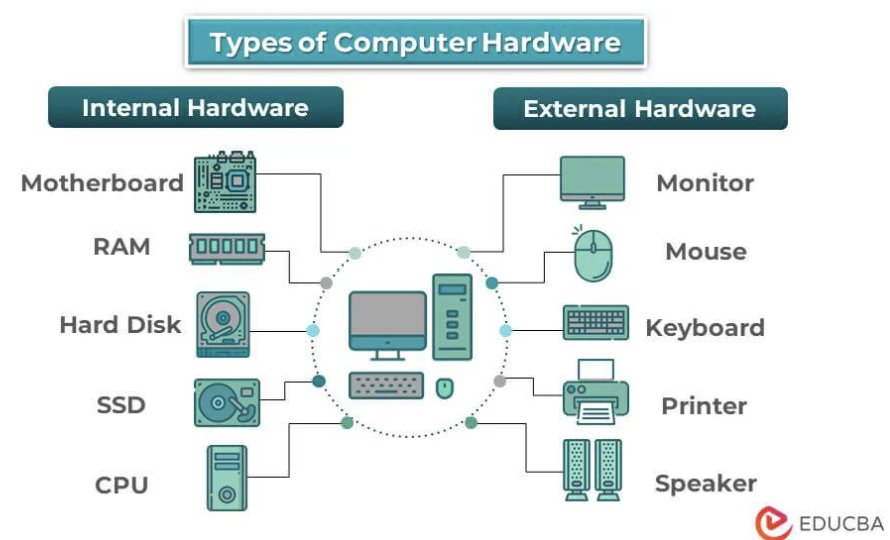 Types of Computer Hardware
Internal Hardware
External Hardware
Motherboard
Monitor
RAM
Mouse
Hard Disk
Keyboard
SSD
Printer
CPU
Speaker
EDUCBA